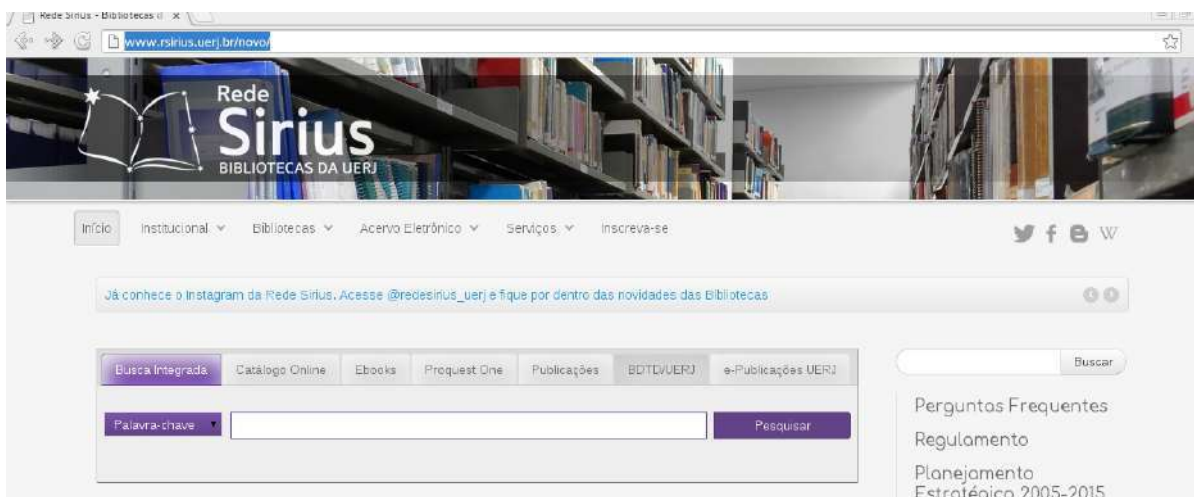 Rede Sirius - Bibliotecas d
www.rsirius.uerj.br/novo/
Rede
Sirius
BIBLIOTECAS DA UERJ
Início Institucional Bibliotecas Acervo Eletrônico Serviços Inscreva-se
Já conhece o Instagram da Rede Sirius. Acesse @redesirius_uerj e fique por dentro das novidades das Bibliotecas
Busca Integrada Catálogo Online Ebooks Proquest One Publicações BDTD/UERJ e-Publicações UERJ
Buscar
Palavra-chave Pesquisar
Perguntas Frequentes
Regulamento
Planejamento
Estratégico 2005-2015